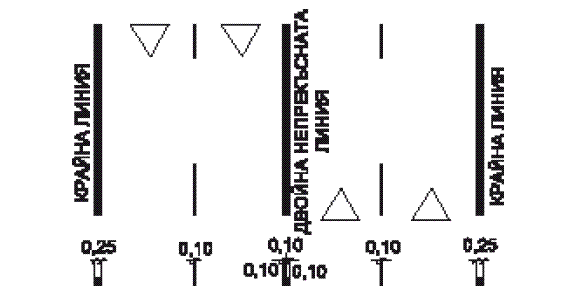 КРАЙНА ЛИНИЯ
ДВОЙНА НЕПРЕКЪСНАТА
ЛИНИЯ
КРАЙНА ЛИНИЯ
0,25 0,10 0,10 0,10 0,25
0,10 0,10